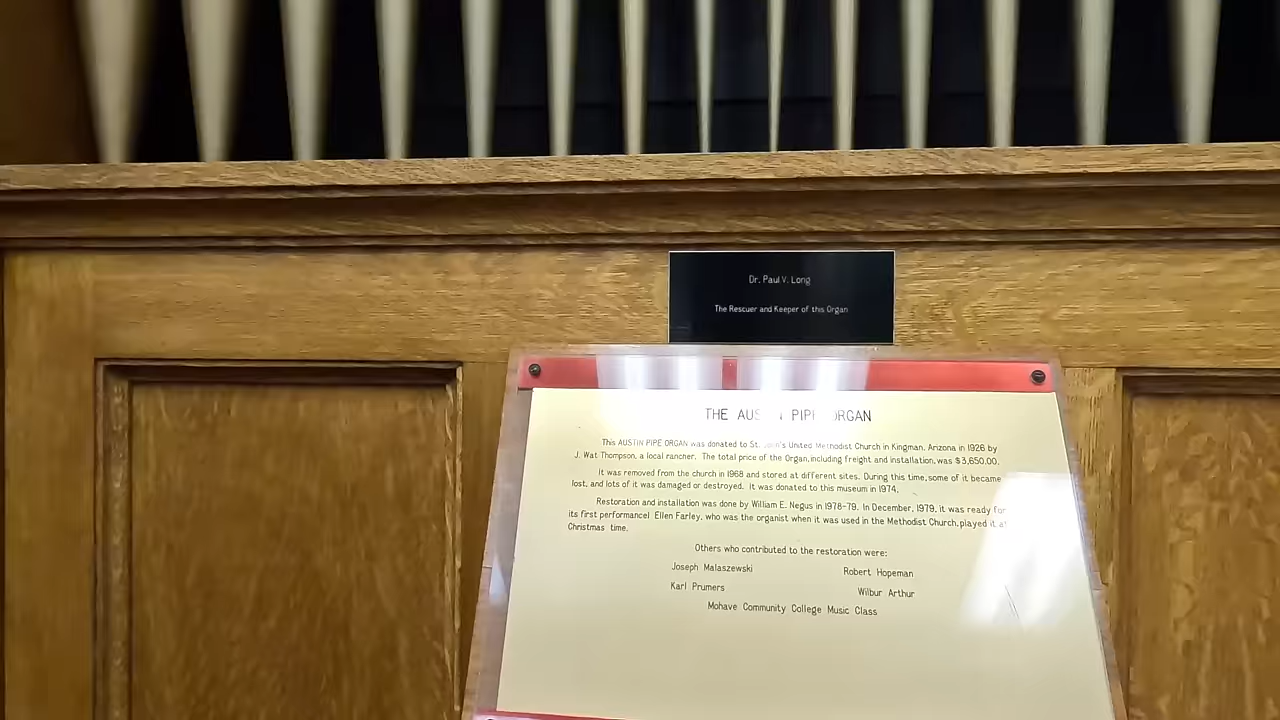 Dr. Paul V. Long
The Rescuer and Keeper of this Organ
THE PIPE ORGAN
This AUSTIN PIPE ORGAN was donated to St. John's United Methodist Church in Kingman, Arizona in 1926 by
J. Wat Thompson, a local rancher. The total price of the Organ, including freight and installation, was $3,650.00.
It was removed from the church in 1968 and stored at different sites. During this time, some of it became
lost, and lots of it was damaged or destroyed. It was donated to this museum in 1974.
Restoration and installation was done by William E. Negus in 1978-79. In December, 1979, it was ready for
its first performance! Ellen Farley, who was the organist when it was used in the Methodist Church, played it at
Christmas time.
Others who contributed to the restoration were:
Joseph Malaszewski Robert Hopeman
Karl Prumers Wilbur Arthur
Mohave Community College Music Class